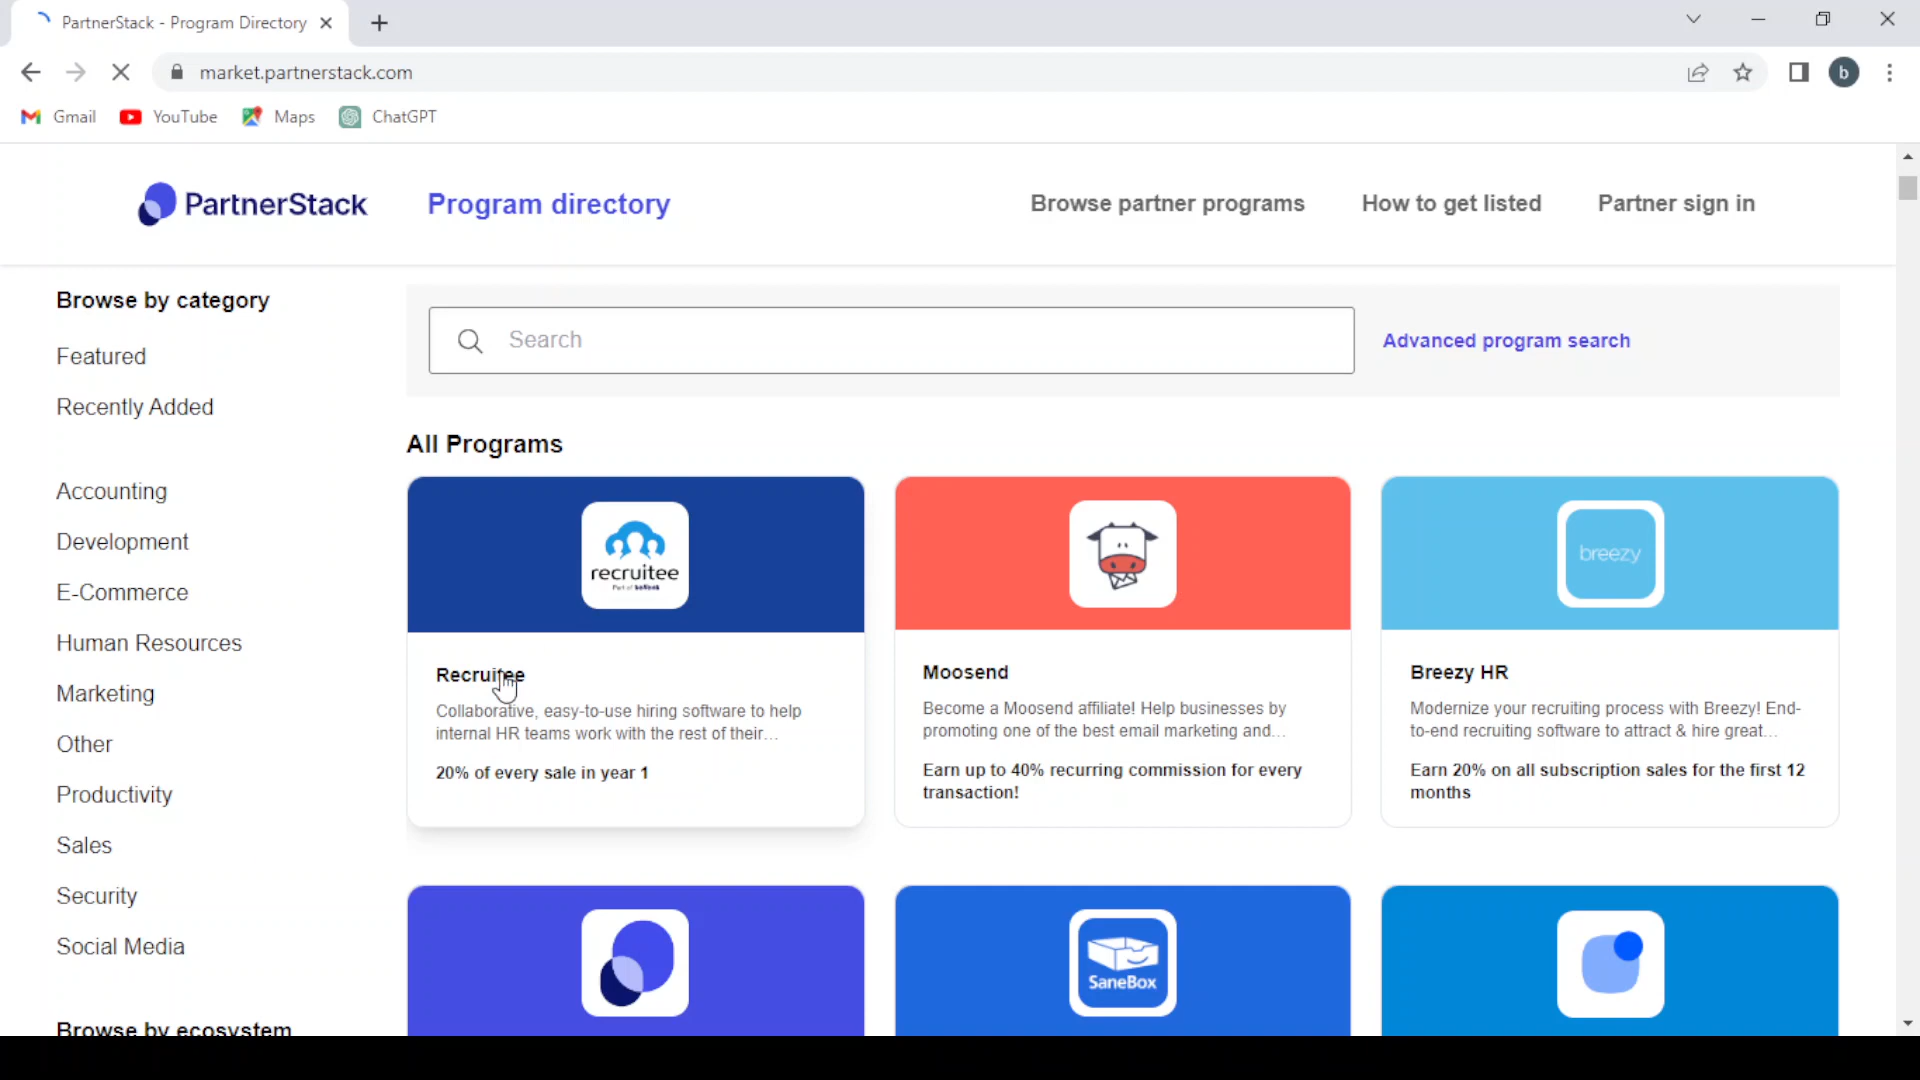 PartnerStack - Program Directory
market.partnerstack.com
b
Gmail
YouTube
Maps
ChatGPT
PartnerStack
Program directory
Browse partner programs
How to get listed
Partner sign in
Browse by category
Featured
Recently Added
Accounting
Development
E-Commerce
Human Resources
Marketing
Other
Productivity
Sales
Security
Social Media
Browse by ecosystem
Search
Advanced program search
All Programs
recruitee
Part of
Recruitee
Collaborative, easy-to-use hiring software to help
internal HR teams work with the rest of their...
20% of every sale in year 1
Moosend
Become a Moosend affiliate! Help businesses by
promoting one of the best email marketing and...
Earn up to 40% recurring commission for every
transaction!
breezy
Breezy HR
Modernize your recruiting process with Breezy! End-
to-end recruiting software to attract & hire great...
Earn 20% on all subscription sales for the first 12
months
SaneBox